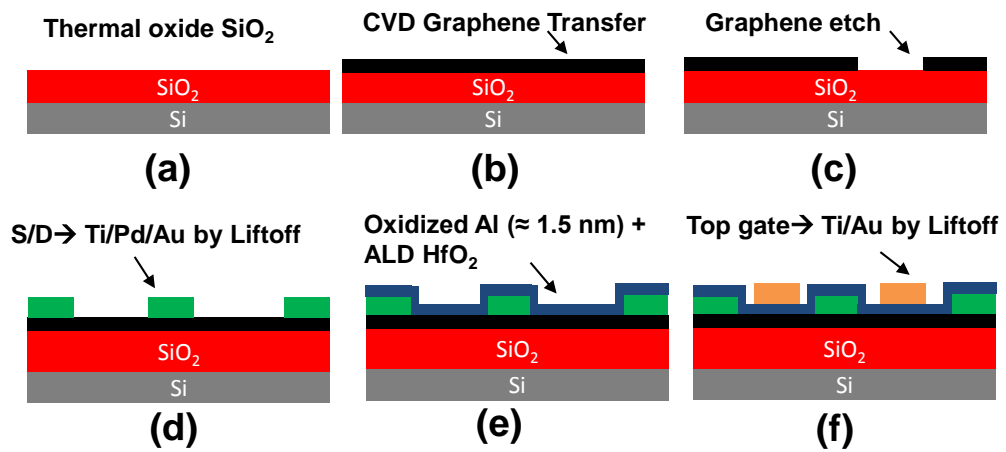 Thermal oxide SiO₂
SiO₂
Si
(a)
CVD Graphene Transfer
SiO₂
Si
(b)
Graphene etch
SiO₂
Si
(c)
S/D→ Ti/Pd/Au by Liftoff
SiO₂
Si
(d)
Oxidized Al (≈ 1.5 nm) +
ALD HfO₂
SiO₂
Si
(e)
Top gate→ Ti/Au by Liftoff
SiO₂
Si
(f)